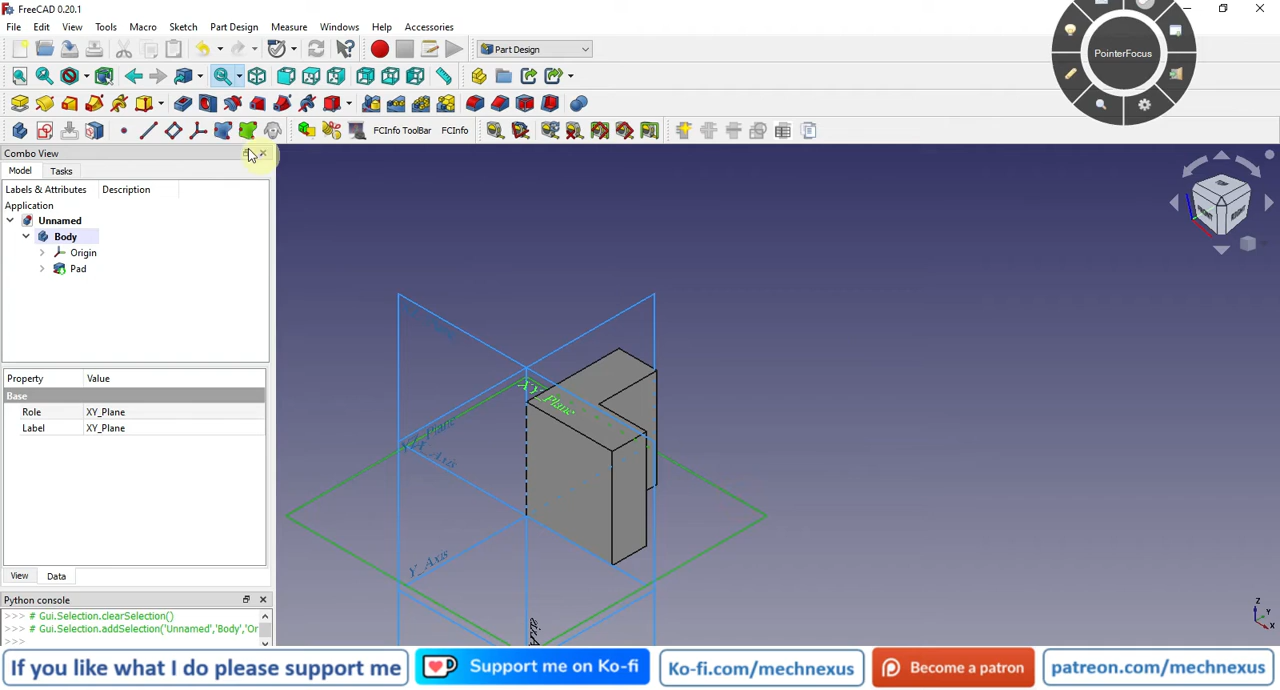 FreeCAD 0.20.1
File Edit View Tools Macro Sketch Part Design Measure Windows Help Accessories
Part Design
PointerFocus
FCInfo ToolBar FCInfo
Combo View
Model Tasks
Labels & Attributes Description
Application
Unnamed
Body
Origin
Pad
XY_Plane
Y_Axis
FRONT
RIGHT
Property Value
Base
Role XY_Plane
Label XY_Plane
View Data
Python console
>>> # Gui.Selection.clearSelection()
>>> # Gui.Selection.addSelection('Unnamed','Body','Or
>>>
Z
Y
X
If you like what I do please support me
Support me on Ko-fi
Ko-fi.com/mechnexus
Become a patron
patreon.com/mechnexus